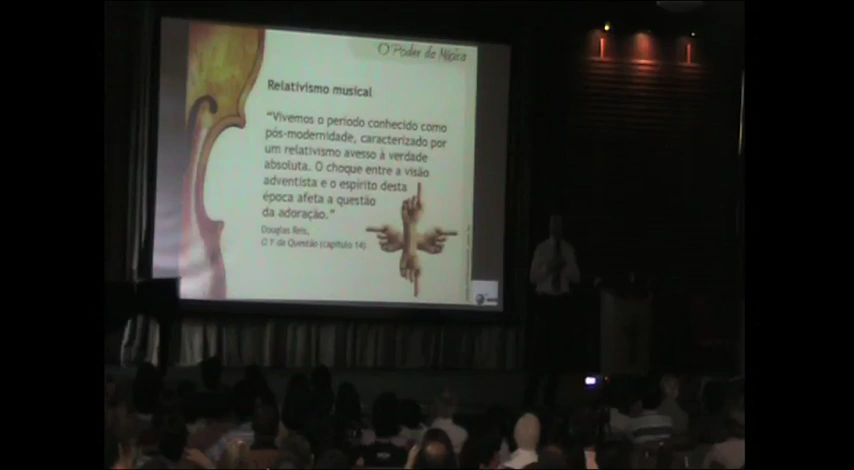 O Poder da Música
Relativismo musical
"Vivemos o período conhecido como
pós-modernidade, caracterizado por
um relativismo avesso à verdade
absoluta. O choque entre a visão
adventista e o espírito desta
época afeta a questão
da adoração."
Douglas Reis,
O Y da Questão (capítulo 14)